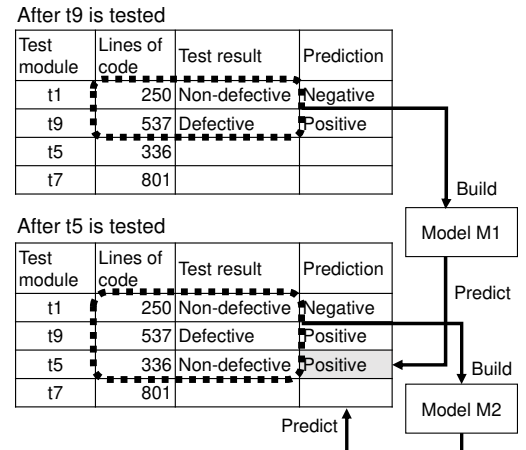 After t9 is tested
Test module Lines of code Test result Prediction
t1 250 Non-defective Negative
t9 537 Defective Positive
t5 336
t7 801
Build
Model M1
Predict
After t5 is tested
Test module Lines of code Test result Prediction
t1 250 Non-defective Negative
t9 537 Defective Positive
t5 336 Non-defective Positive
t7 801
Build
Model M2
Predict